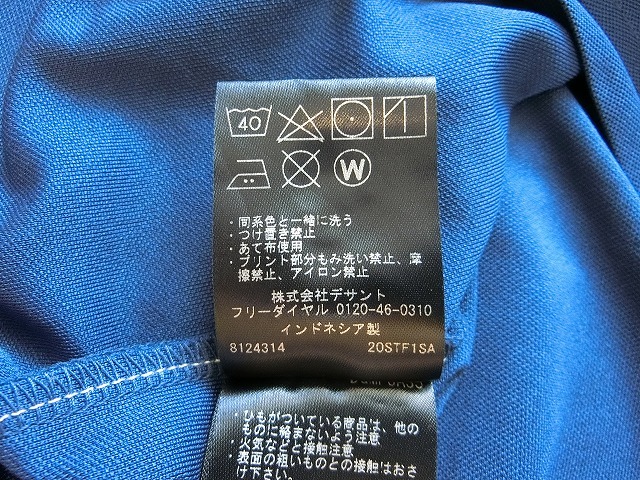 40
W
・同系色と一緒に洗う
・つけ置き禁止
・あて布使用
・プリント部分もみ洗い禁止、摩
擦禁止、アイロン禁止
株式会社デサント
フリーダイヤル 0120-46-0310
インドネシア製
8124314 20STF1SA
・ひもがついている商品は、他の
ものに絡まないよう注意
・火気などと接触注意
・表面の粗いものとの接触はおさ
け下さい。